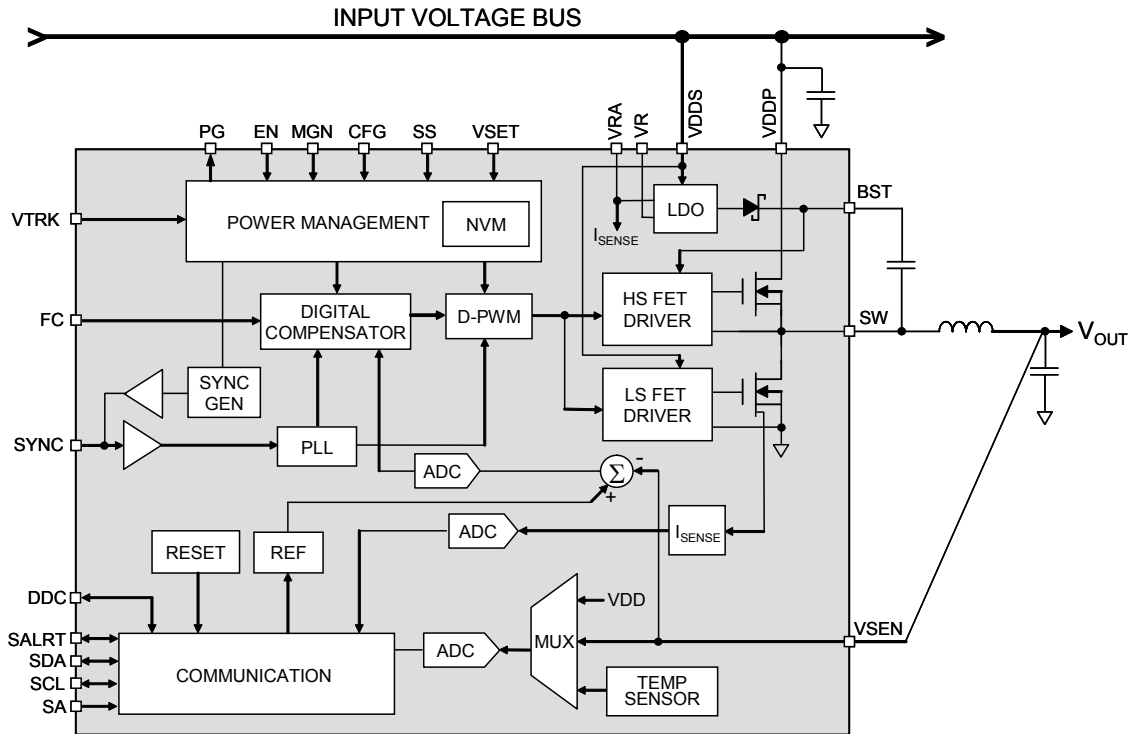 INPUT VOLTAGE BUS
PG
EN
MGN
CFG
SS
VSET
VRA
VR
VDDS
VDDP
VTRK
POWER MANAGEMENT
NVM
LDO
BST
ISENSE
FC
DIGITAL
COMPENSATOR
D-PWM
HS FET
DRIVER
SW
VOUT
SYNC
GEN
LS FET
DRIVER
SYNC
PLL
ADC
Σ
-
+
ADC
ISENSE
RESET
REF
DDC
VDD
SALRT
SDA
SCL
SA
COMMUNICATION
ADC
MUX
VSEN
TEMP
SENSOR